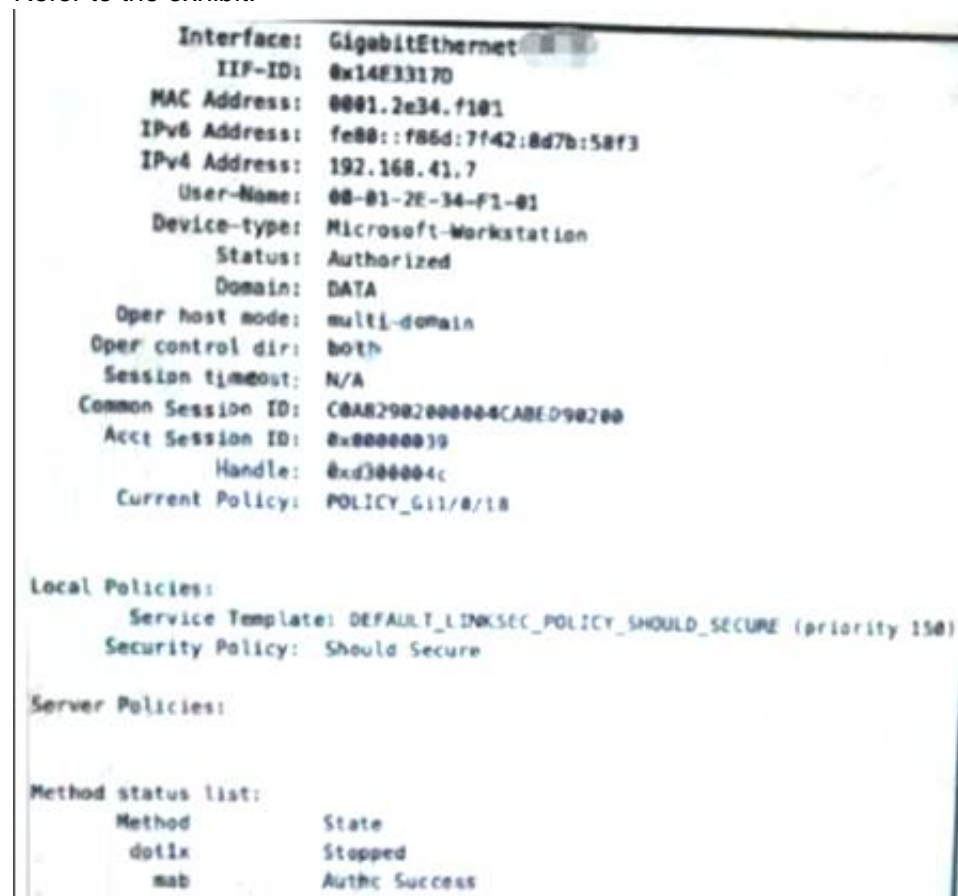 Refer to the exhibit.
Interface: GigabitEthernet
IIF-ID: 0x14E3317D
MAC Address: 0001.2e34.f101
IPv6 Address: fe80::f86d:7f42:8d7b:58f3
IPv4 Address: 192.168.41.7
User-Name: 00-01-2E-34-F1-01
Device-type: Microsoft-Workstation
Status: Authorized
Domain: DATA
Oper host mode: multi-domain
Oper control dir: both
Session timeout: N/A
Common Session ID: C0A82902000004CABED90200
Acct Session ID: 0x00000039
Handle: 0xd300004c
Current Policy: POLICY_Gi1/0/18
Local Policies:
Service Template: DEFAULT_LINKSEC_POLICY_SHOULD_SECURE (priority 150)
Security Policy: Should Secure
Server Policies:
Method status list:
Method State
dot1x Stopped
mab Authc Success